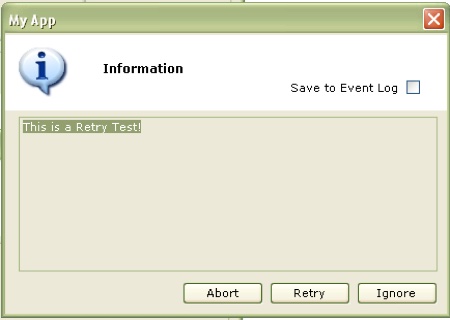 My App
Information
Save to Event Log
This is a Retry Test!
Abort
Retry
Ignore